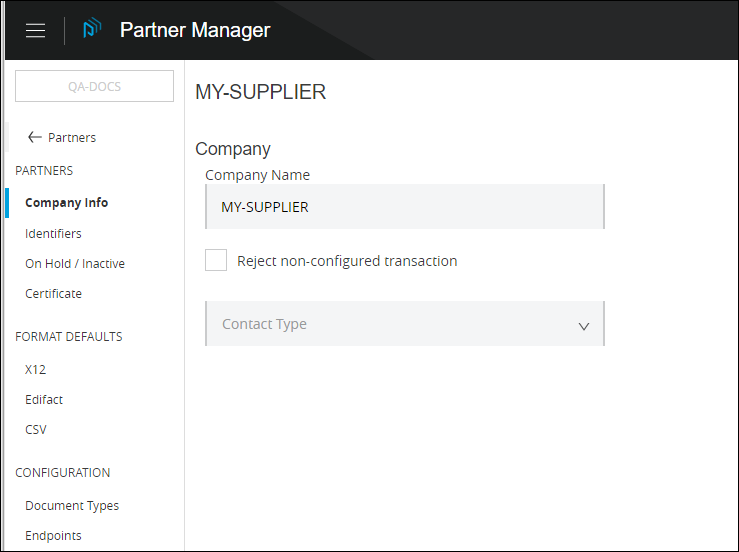 Partner Manager
QA-DOCS
Partners
PARTNERS
Company Info
Identifiers
On Hold / Inactive
Certificate
FORMAT DEFAULTS
X12
Edifact
CSV
CONFIGURATION
Document Types
Endpoints
MY-SUPPLIER
Company
Company Name
MY-SUPPLIER
Reject non-configured transaction
Contact Type